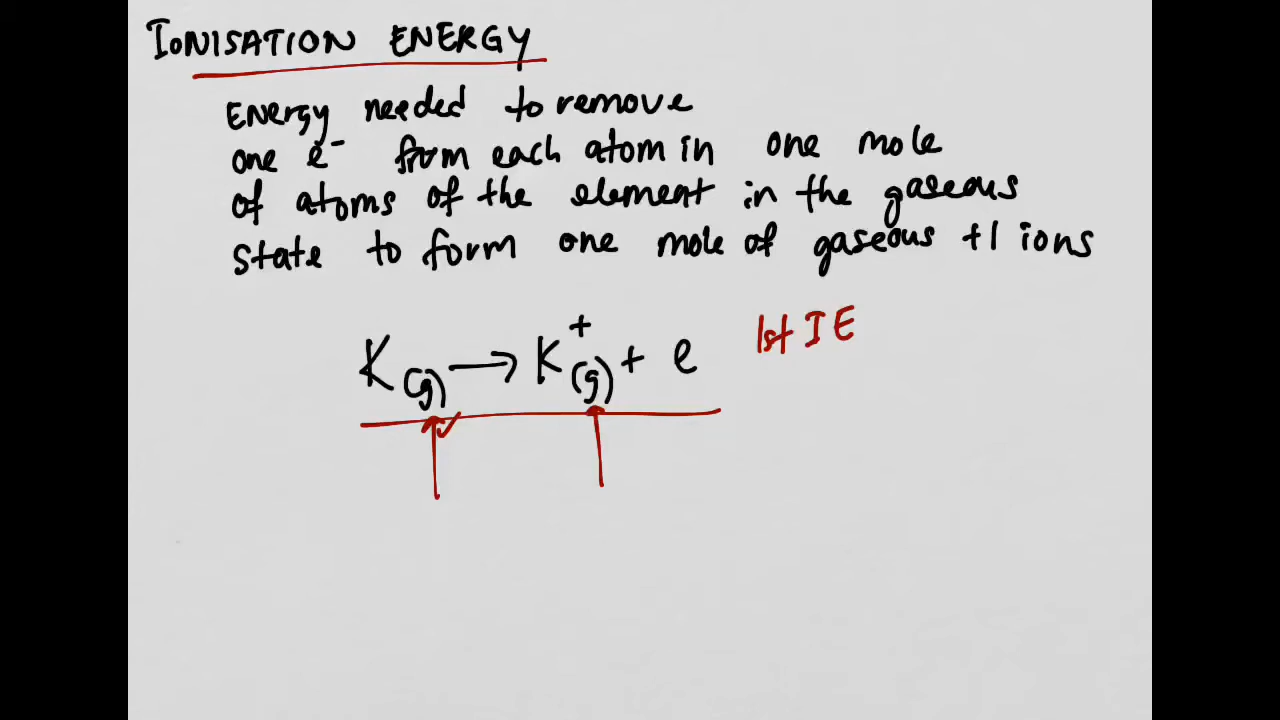 IONISATION ENERGY
Energy needed to remove
one e⁻ from each atom in one mole
of atoms of the element in the gaseous
state to form one mole of gaseous +1 ions
K(g) → K⁺(g) + e 1st IE